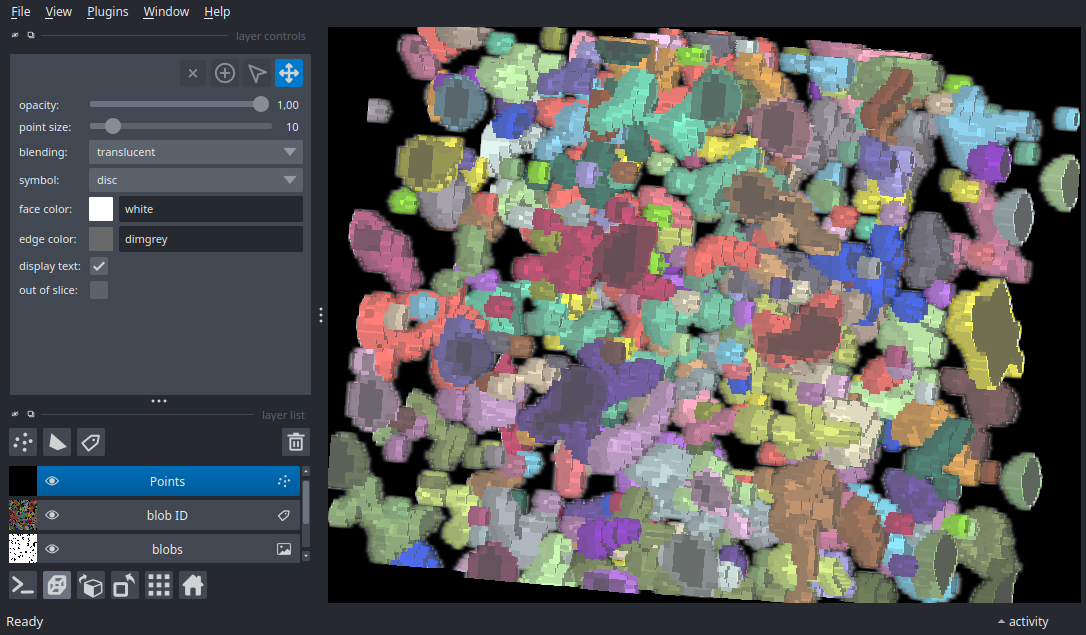 File View Plugins Window Help
layer controls
opacity: 1,00
point size: 10
blending: translucent
symbol: disc
face color: white
edge color: dimgrey
display text:
out of slice:
layer list
Points
blob ID
blobs
Ready
activity